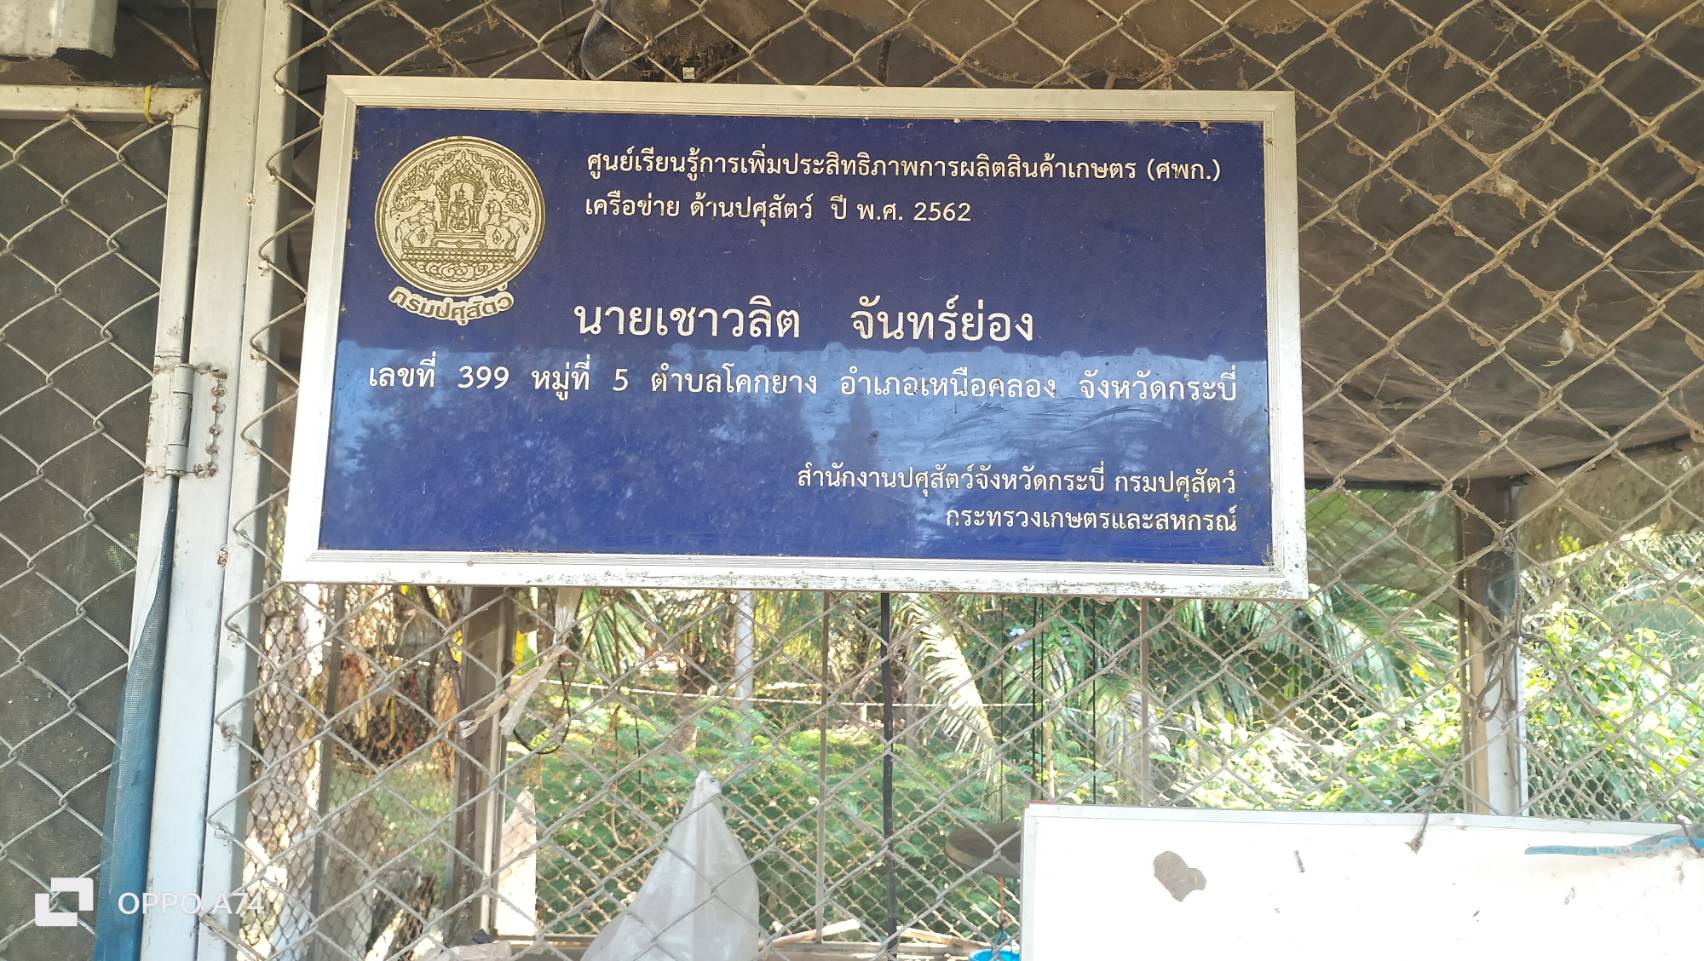 ศูนย์เรียนรู้การเพิ่มประสิทธิภาพการผลิตสินค้าเกษตร (ศพก.)
เครือข่าย ด้านปศุสัตว์ ปี พ.ศ. 2562
กรมปศุสัตว์
นายเชาวลิต จันทร์ย่อง
เลขที่ 399 หมู่ที่ 5 ตำบลโคกยาง อำเภอเหนือคลอง จังหวัดกระบี่
สำนักงานปศุสัตว์จังหวัดกระบี่ กรมปศุสัตว์
กระทรวงเกษตรและสหกรณ์
OPPO A74